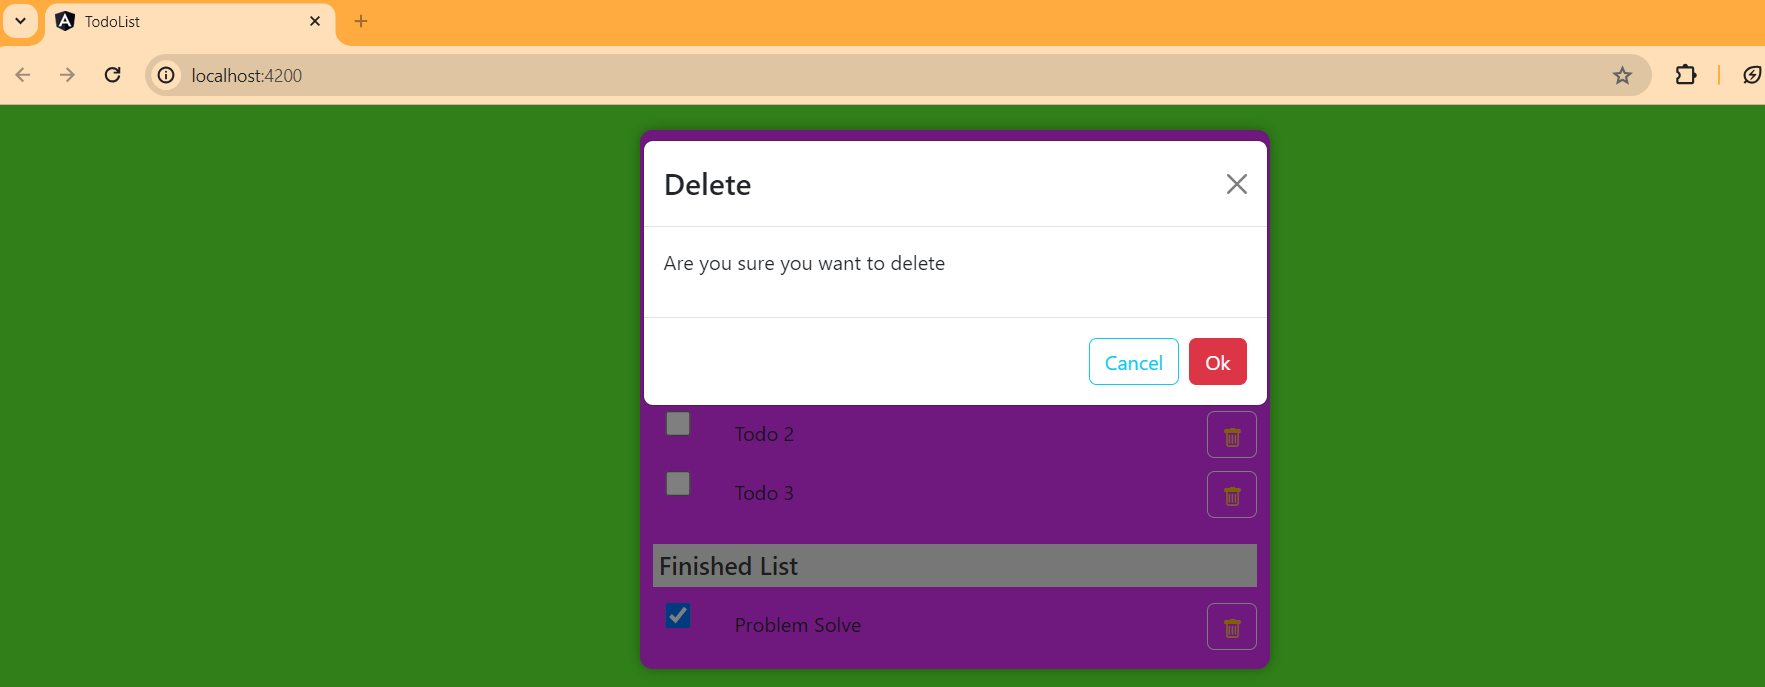 TodoList
localhost:4200
Delete
Are you sure you want to delete
Cancel Ok
Todo 2
Todo 3
Finished List
Problem Solve